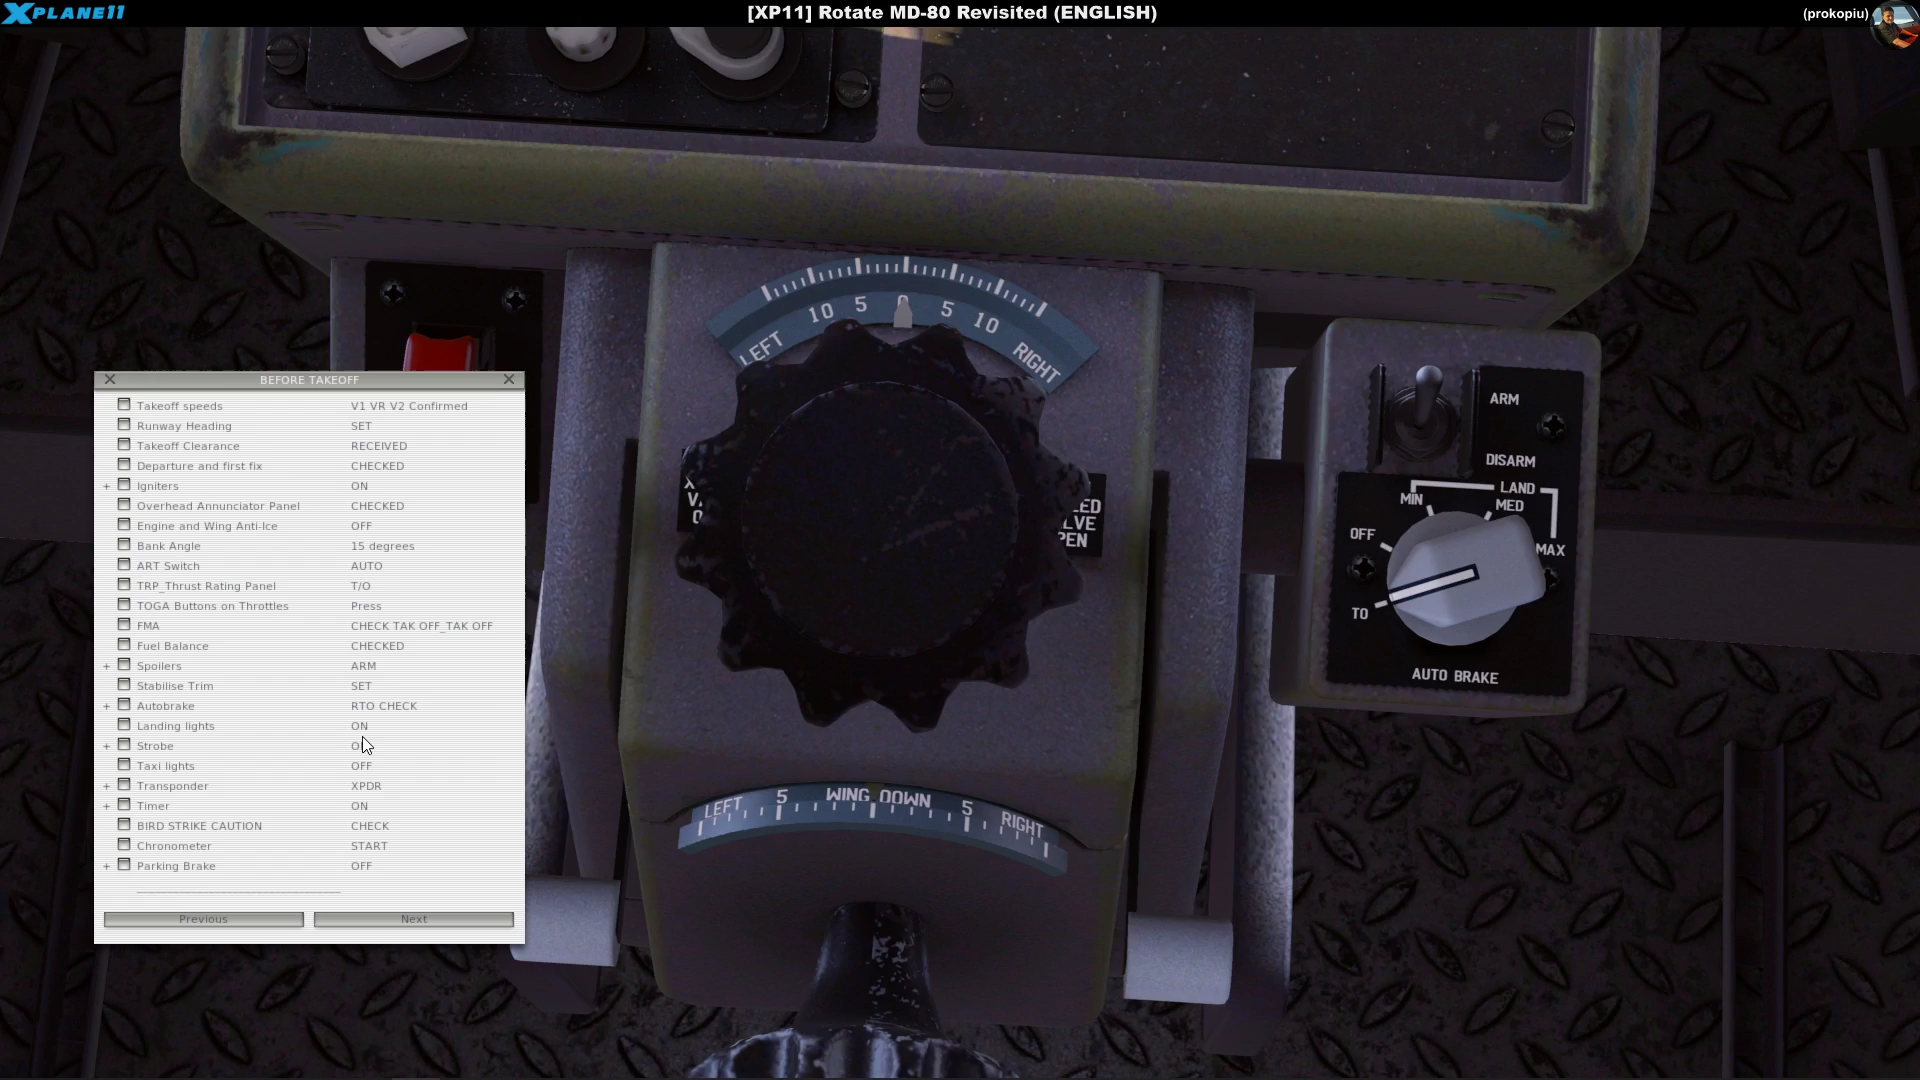 XPLANE11
[XP11] Rotate MD-80 Revisited (ENGLISH)
(prokopiu)
10 5 0 5 10
LEFT RIGHT
ARM
DISARM
LAND
MIN MED
OFF MAX
TO
AUTO BRAKE
LEFT 5 WING DOWN 5 RIGHT
BEFORE TAKEOFF
Takeoff speeds V1 VR V2 Confirmed
Runway Heading SET
Takeoff Clearance RECEIVED
Departure and first fix CHECKED
+ Igniters ON
Overhead Annunciator Panel CHECKED
Engine and Wing Anti-Ice OFF
Bank Angle 15 degrees
ART Switch AUTO
TRP_Thrust Rating Panel T/O
TOGA Buttons on Throttles Press
FMA CHECK TAK OFF_TAK OFF
Fuel Balance CHECKED
+ Spoilers ARM
Stabilise Trim SET
+ Autobrake RTO CHECK
Landing lights ON
+ Strobe
Taxi lights OFF
+ Transponder XPDR
+ Timer ON
BIRD STRIKE CAUTION CHECK
Chronometer START
+ Parking Brake OFF
Previous Next